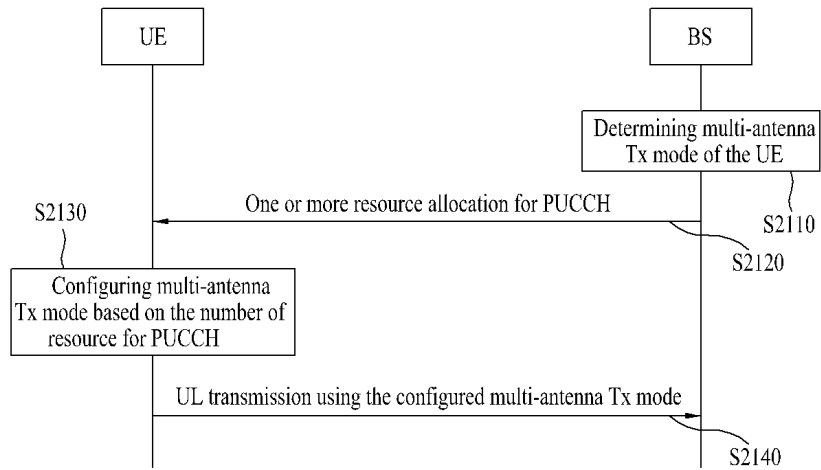 UE
BS
Determining multi-antenna
Tx mode of the UE
S2110
One or more resource allocation for PUCCH
S2120
S2130
Configuring multi-antenna
Tx mode based on the number of
resource for PUCCH
UL transmission using the configured multi-antenna Tx mode
S2140